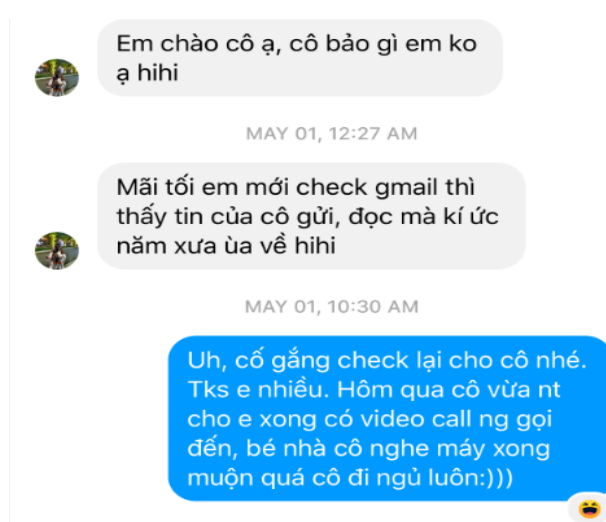 Em chào cô ạ, cô bảo gì em ko
ạ hihi
MAY 01, 12:27 AM
Mãi tối em mới check gmail thì
thấy tin của cô gửi, đọc mà kí ức
năm xưa ùa về hihi
MAY 01, 10:30 AM
Uh, cố gắng check lại cho cô nhé.
Tks e nhiều. Hôm qua cô vừa nt
cho e xong có video call ng gọi
đến, bé nhà cô nghe máy xong
muộn quá cô đi ngủ luôn:)))